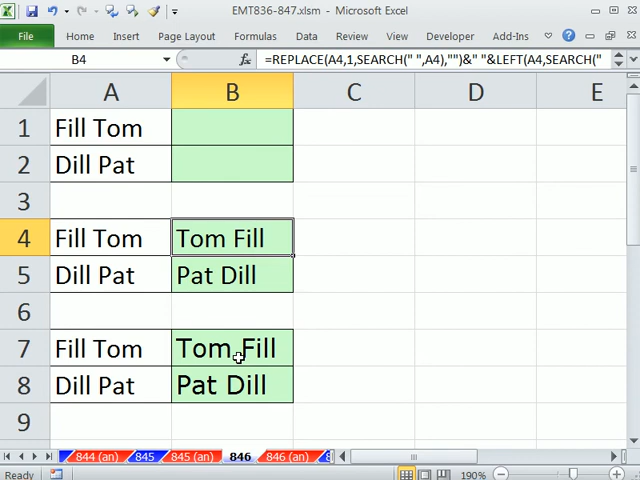 EMT836-847.xlsm - Microsoft Excel
File Home Insert Page Layout Formulas Data Review View Developer Add-Ins
B4 fx =REPLACE(A4,1,SEARCH(" ",A4),"")&" "&LEFT(A4,SEARCH("
A B C D E
1 Fill Tom
2 Dill Pat
3
4 Fill Tom Tom Fill
5 Dill Pat Pat Dill
6
7 Fill Tom Tom Fill
8 Dill Pat Pat Dill
9
844 (an) 845 845 (an) 846 846 (an) 8
Ready 190%